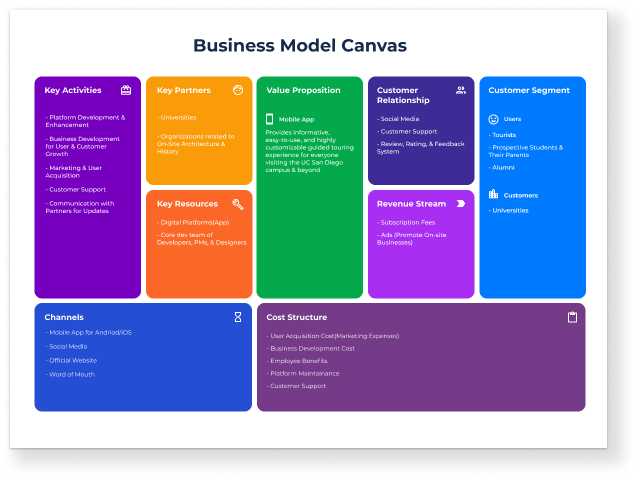 Business Model Canvas
Key Activities
- Platform Development &
Enhancement
- Business Development
for User & Customer
Growth
- Marketing & User
Acquisition
- Customer Support
- Communication with
Partners for Updates
Key Partners
- Universities
- Organizations related to
On-Site Architecture &
History
Key Resources
- Digital Platforms(App)
- Core dev team of
Developers, PMs, & Designers
Value Proposition
Mobile App
Provides informative,
easy-to-use, and highly
customizable guided touring
experience for everyone
visiting the UC San Diego
campus & beyond
Customer
Relationship
- Social Media
- Customer Support
- Review, Rating, & Feedback
System
Revenue Stream
- Subscription Fees
- Ads (Promote On-site
Businesses)
Customer Segment
Users
- Tourists
- Prospective Students &
Their Parents
- Alumni
Customers
- Universities
Channels
- Mobile App for Andriod/iOS
- Social Media
- Official Website
- Word of Mouth
Cost Structure
- User Acquisition Cost(Marketing Expenses)
- Business Development Cost
- Employee Benefits
- Platform Maintainance
- Customer Support